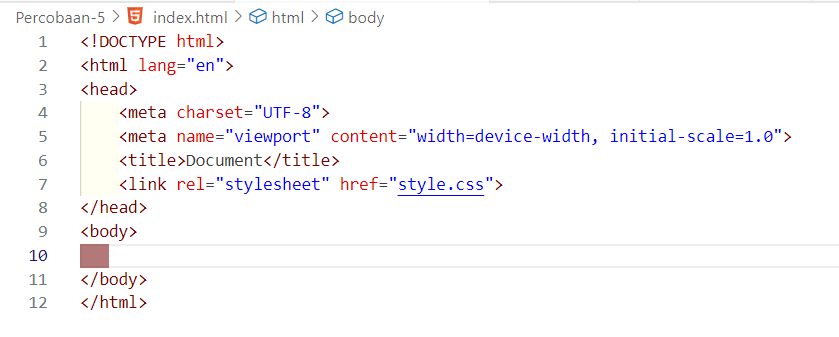 Percobaan-5 > index.html > html > body
1 <!DOCTYPE html>
2 <html lang="en">
3 <head>
4     <meta charset="UTF-8">
5     <meta name="viewport" content="width=device-width, initial-scale=1.0">
6     <title>Document</title>
7     <link rel="stylesheet" href="style.css">
8 </head>
9 <body>
10
11 </body>
12 </html>